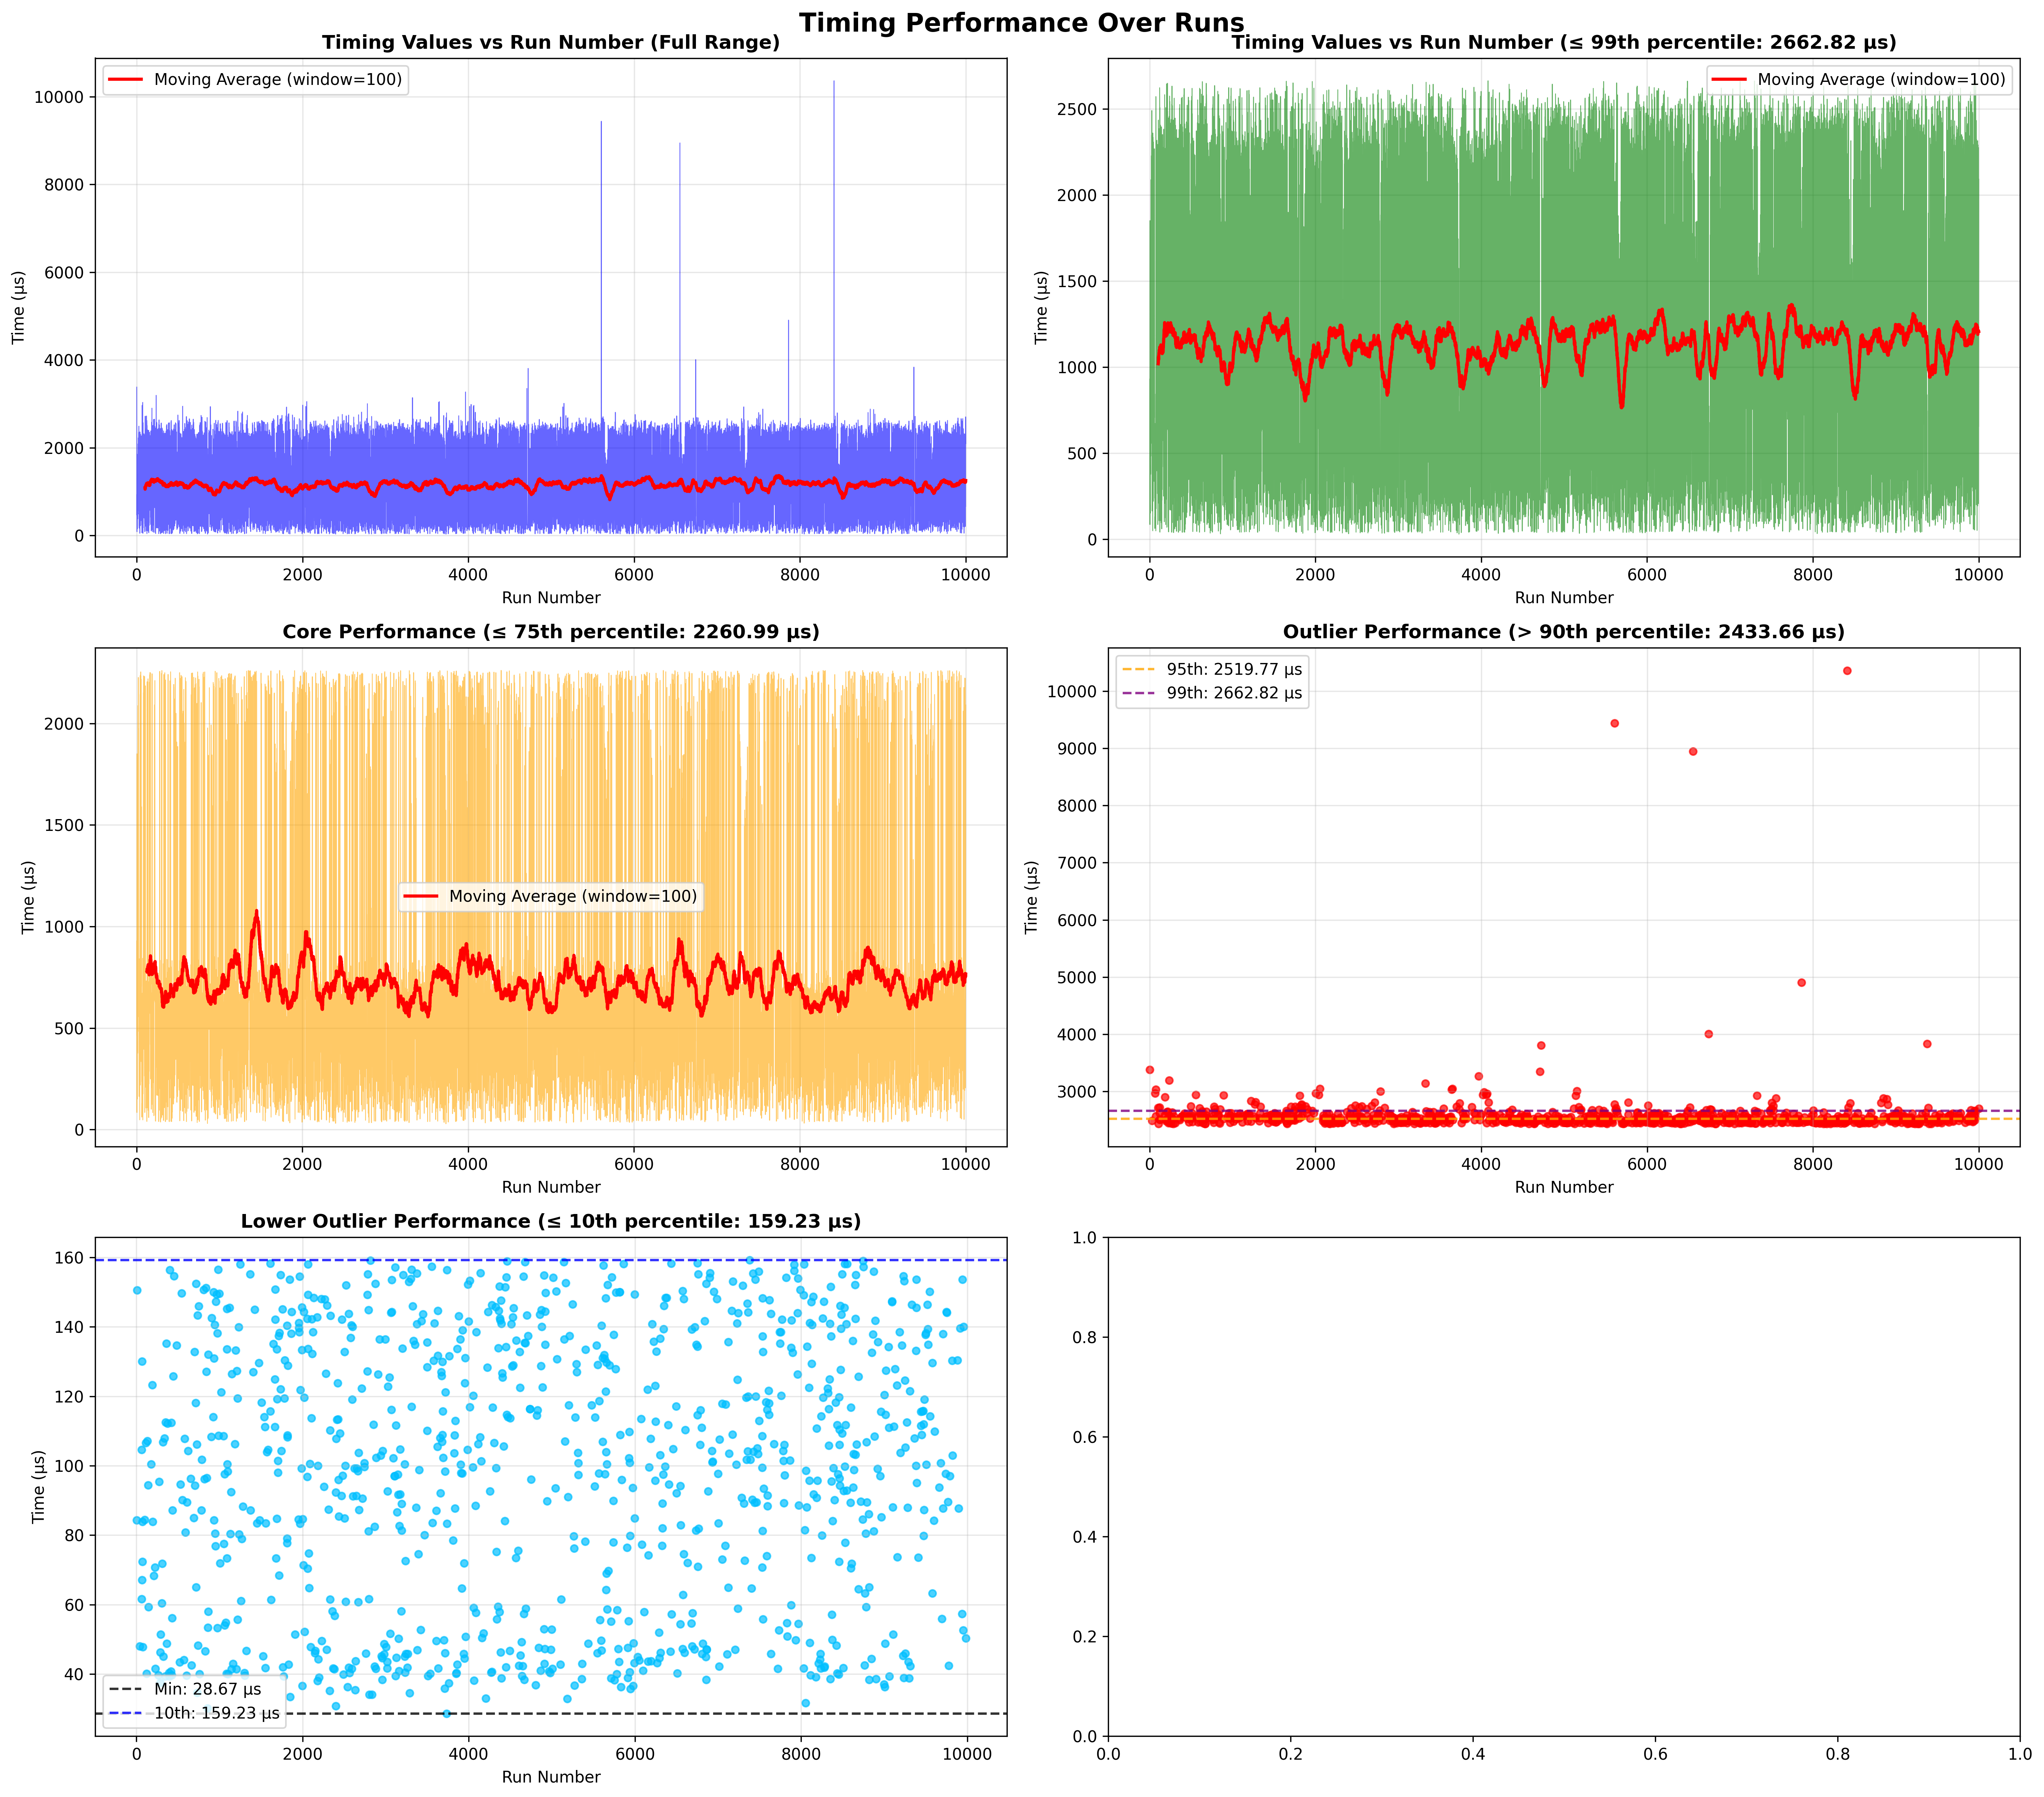 Timing Performance Over Runs
Timing Values vs Run Number (Full Range)
Moving Average (window=100)
10000
8000
6000
4000
2000
0
Time (µs)
0 2000 4000 6000 8000 10000
Run Number
Timing Values vs Run Number (≤ 99th percentile: 2662.82 µs)
Moving Average (window=100)
2500
2000
1500
1000
500
0
Time (µs)
0 2000 4000 6000 8000 10000
Run Number
Core Performance (≤ 75th percentile: 2260.99 µs)
2000
1500
1000
500
0
Time (µs)
Moving Average (window=100)
0 2000 4000 6000 8000 10000
Run Number
Outlier Performance (> 90th percentile: 2433.66 µs)
95th: 2519.77 µs
99th: 2662.82 µs
10000
9000
8000
7000
6000
5000
4000
3000
Time (µs)
0 2000 4000 6000 8000 10000
Run Number
Lower Outlier Performance (≤ 10th percentile: 159.23 µs)
160
140
120
100
80
60
40
Time (µs)
Min: 28.67 µs
10th: 159.23 µs
0 2000 4000 6000 8000 10000
Run Number
1.0
0.8
0.6
0.4
0.2
0.0
0.0 0.2 0.4 0.6 0.8 1.0